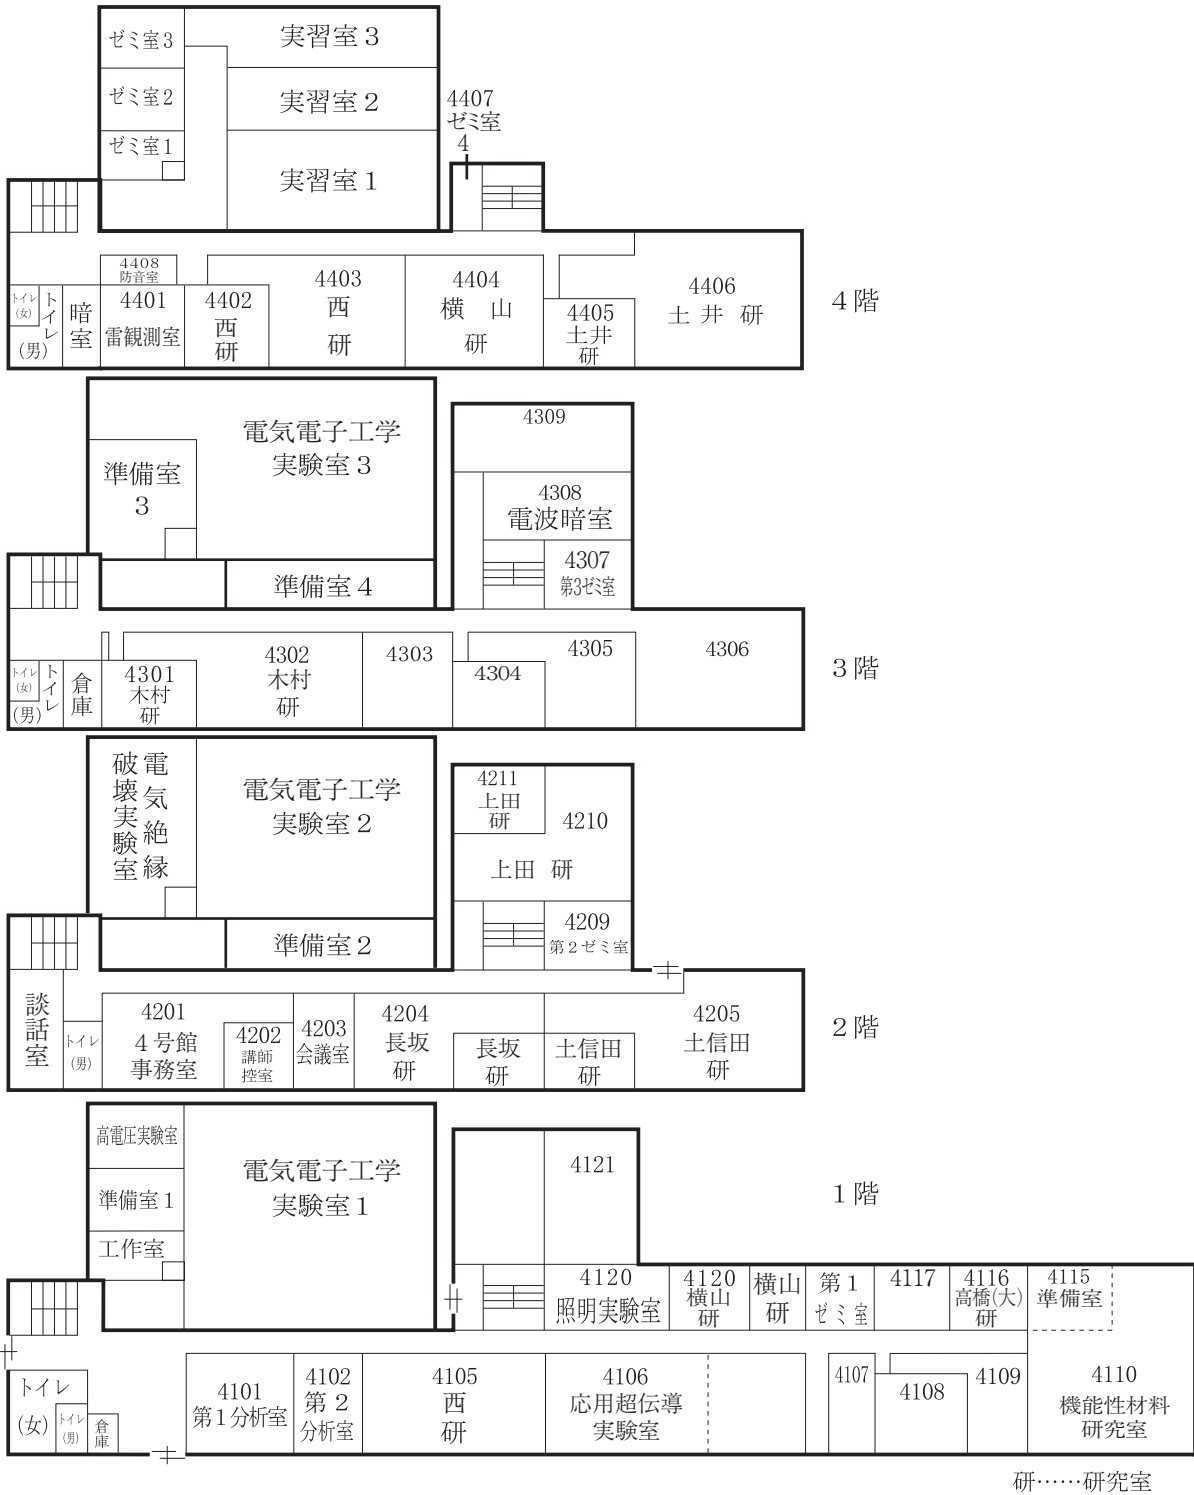 ゼミ室3
実習室3
ゼミ室2
実習室2
ゼミ室1
実習室1
4407
ゼミ室
4
4408
防音室
トイレ
(女)
トイレ
(男)
暗室
4401
雷観測室
4402
西
研
4403
西
研
4404
横 山
研
4405
土井
研
4406
土 井 研
4階
電気電子工学
実験室3
準備室
3
準備室4
4309
4308
電波暗室
4307
第3ゼミ室
トイレ
(女)
トイレ
(男)
倉庫
4301
木村
研
4302
木村
研
4303
4304
4305
4306
3階
電気絶縁
破壊実験室
電気電子工学
実験室2
準備室2
4211
上田
研
4210
上田 研
4209
第2ゼミ室
談話室
トイレ
(男)
4201
4号館
事務室
4202
講師
控室
4203
会議室
4204
長坂
研
長坂
研
土信田
研
4205
土信田
研
2階
高電圧実験室
準備室1
工作室
電気電子工学
実験室1
4121
1階
4120
照明実験室
4120
横山
研
横山
研
第1
ゼミ室
4117
4116
高橋(大)
研
4115
準備室
トイレ
(女)
トイレ
(男)
倉庫
4101
第1分析室
4102
第2
分析室
4105
西
研
4106
応用超伝導
実験室
4107
4108
4109
4110
機能性材料
研究室
研……研究室